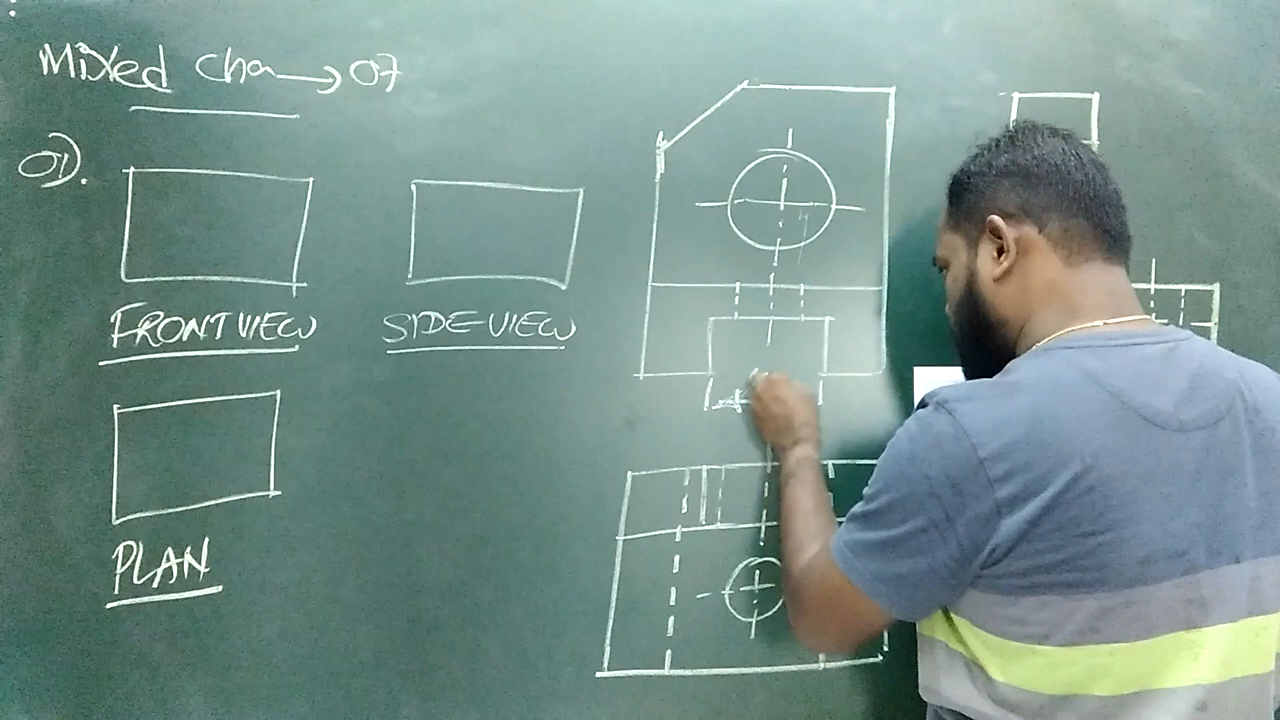 Mixed Cha → 07
01).
FRONT VIEW
SIDE-VIEW
PLAN